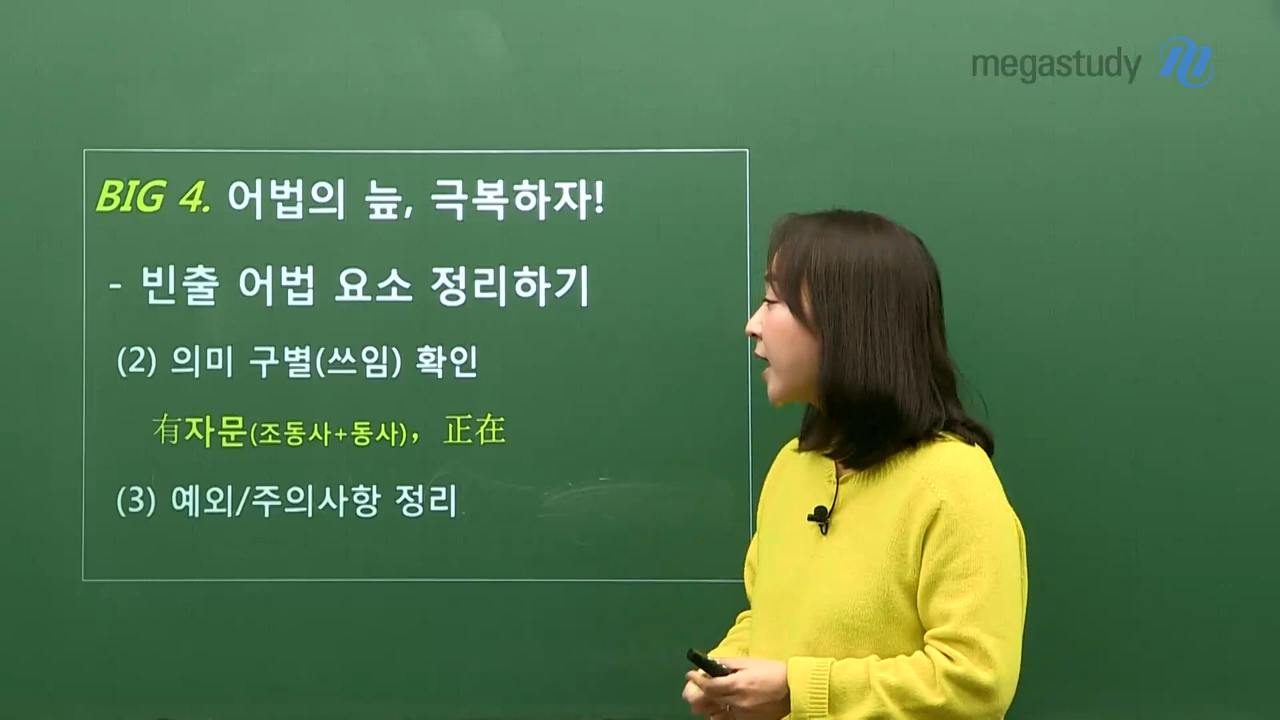 megastudy
BIG 4. 어법의 늪, 극복하자!
- 빈출 어법 요소 정리하기
(2) 의미 구별(쓰임) 확인
有자문(조동사+동사), 正在
(3) 예외/주의사항 정리